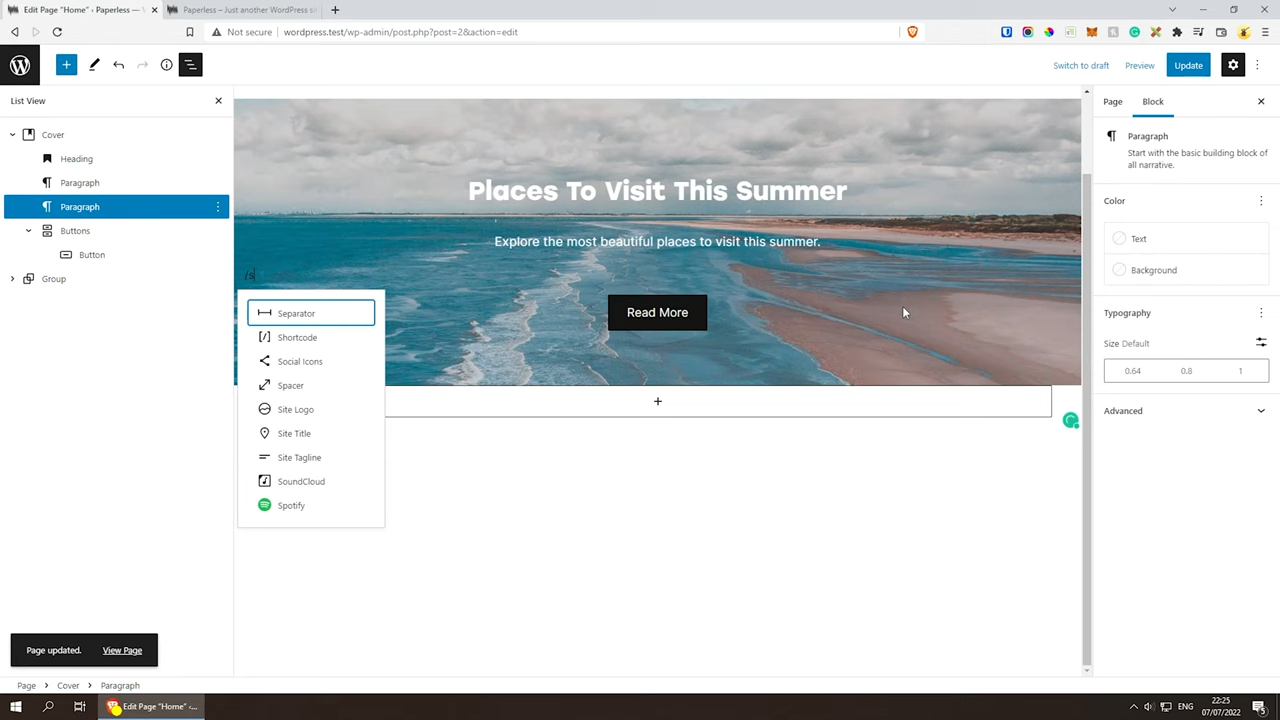 Edit Page "Home" ‹ Paperless — W
Paperless – Just another WordPress si
Not secure
wordpress.test/wp-admin/post.php?post=2&action=edit
Switch to draft
Preview
Update
List View
Cover
Heading
Paragraph
Paragraph
Buttons
Button
Group
Places To Visit This Summer
Explore the most beautiful places to visit this summer.
/s
Read More
Separator
Shortcode
Social Icons
Spacer
Site Logo
Site Title
Site Tagline
SoundCloud
Spotify
Page
Block
Paragraph
Start with the basic building block of
all narrative.
Color
Text
Background
Typography
Size Default
0.64
0.8
1
Advanced
Page updated.
View Page
Page
Cover
Paragraph
Edit Page "Home" ‹...
ENG
22:25
07/07/2022
5